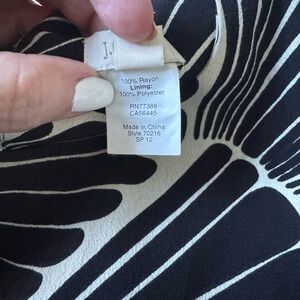 J.J
100% Rayon
Lining:
100% Polyester
RN77388
CA56445
Made in China
Style 70216
SP 12